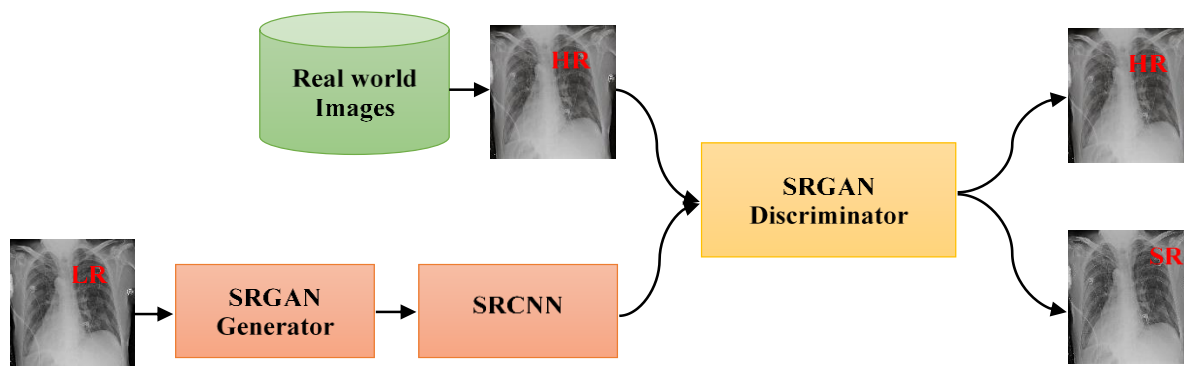 Real world
Images
HR
HR
SRGAN
Discriminator
LR
SRGAN
Generator
SRCNN
SR